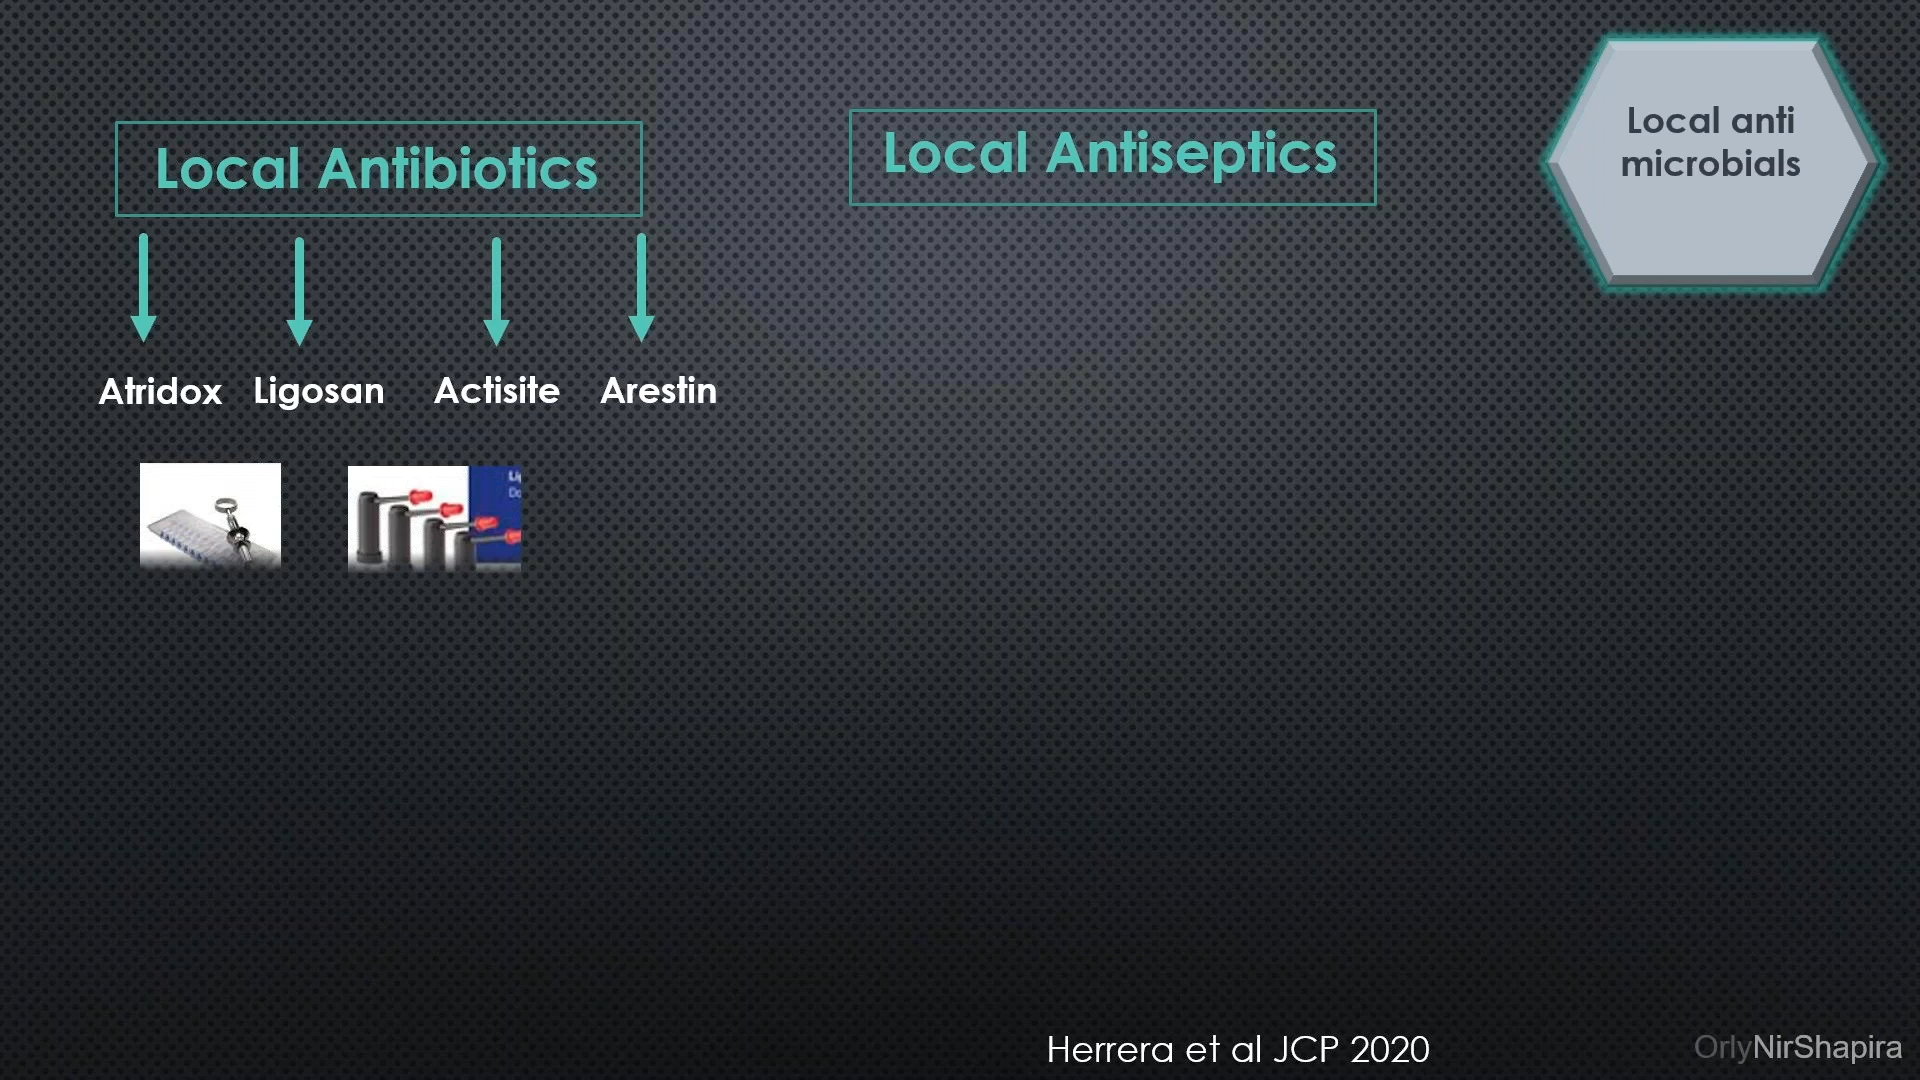 Local Antibiotics
Local Antiseptics
Local anti
microbials
Atridox
Ligosan
Actisite
Arestin
Herrera et al JCP 2020
OrlyNirShapira